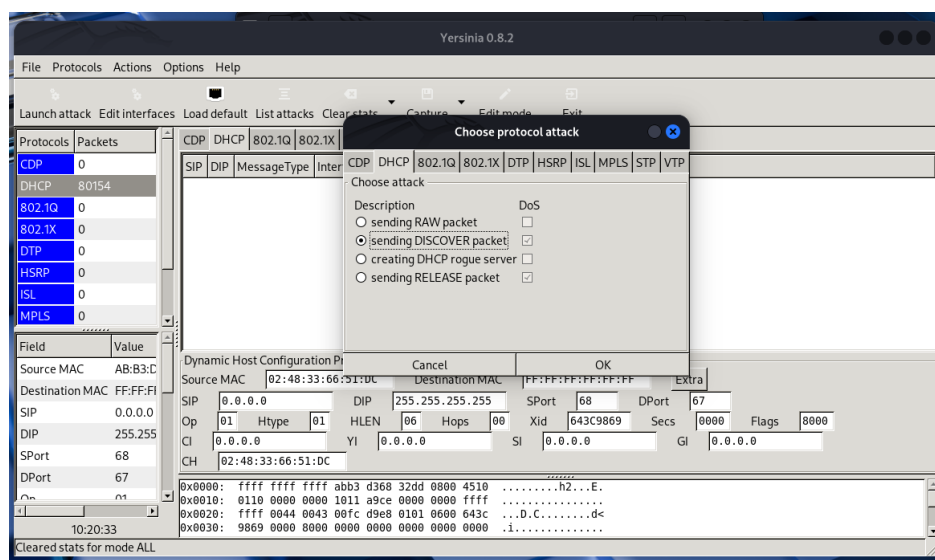 Yersinia 0.8.2
File Protocols Actions Options Help
Launch attack Edit interfaces Load default List attacks Clear stats Capture Edit mode Exit
Protocols Packets
CDP 0
DHCP 80154
802.1Q 0
802.1X 0
DTP 0
HSRP 0
ISL 0
MPLS 0
Field Value
Source MAC AB:B3:D
Destination MAC FF:FF:FF
SIP 0.0.0.0
DIP 255.255
SPort 68
DPort 67
Op 01
10:20:33
CDP DHCP 802.1Q 802.1X
SIP DIP MessageType Inter
Choose protocol attack
CDP DHCP 802.1Q 802.1X DTP HSRP ISL MPLS STP VTP
Choose attack
Description DoS
sending RAW packet
sending DISCOVER packet
creating DHCP rogue server
sending RELEASE packet
Cancel OK
Dynamic Host Configuration Pr
Source MAC 02:48:33:66:51:DC Destination MAC FF:FF:FF:FF:FF:FF Extra
SIP 0.0.0.0 DIP 255.255.255.255 SPort 68 DPort 67
Op 01 Htype 01 HLEN 06 Hops 00 Xid 643C9869 Secs 0000 Flags 8000
CI 0.0.0.0 YI 0.0.0.0 SI 0.0.0.0 GI 0.0.0.0
CH 02:48:33:66:51:DC
0x0000: ffff ffff ffff abb3 d368 32dd 0800 4510 .........h2...E.
0x0010: 0110 0000 0000 1011 a9ce 0000 0000 ffff ................
0x0020: ffff 0044 0043 00fc d9e8 0101 0600 643c ...D.C........d<
0x0030: 9869 0000 8000 0000 0000 0000 0000 0000 .i..............
Cleared stats for mode ALL